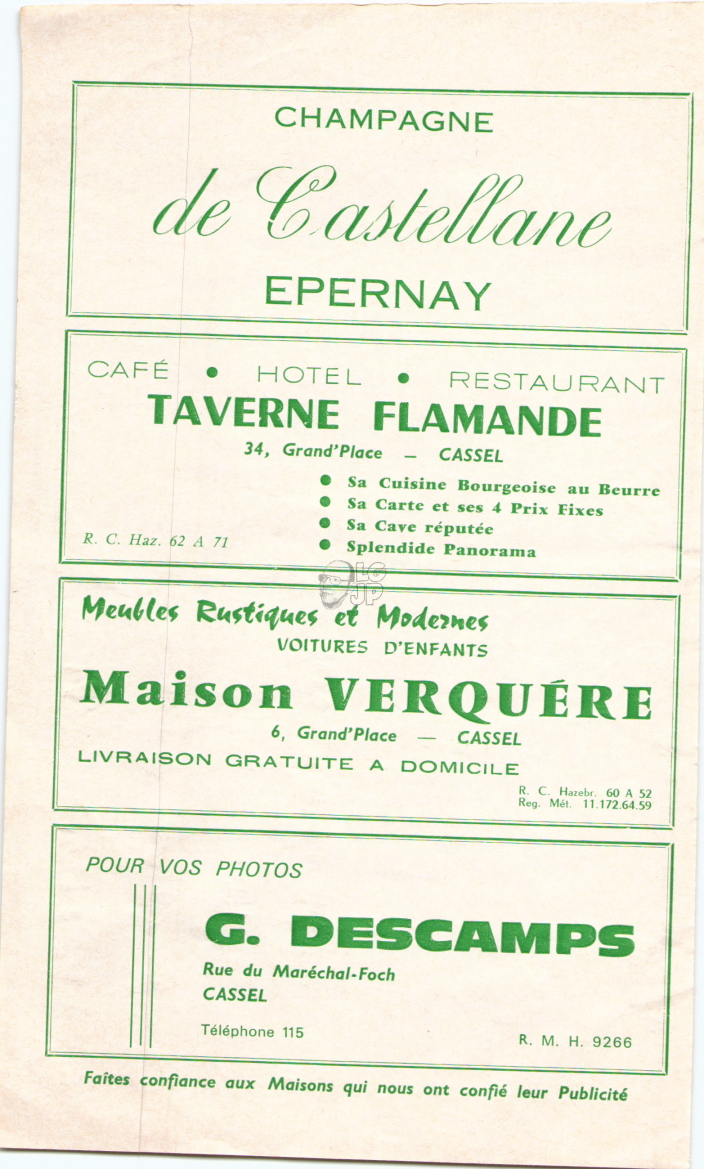 CHAMPAGNE
de Castellane
EPERNAY
CAFÉ • HOTEL • RESTAURANT
TAVERNE FLAMANDE
34, Grand'Place — CASSEL
• Sa Cuisine Bourgeoise au Beurre
• Sa Carte et ses 4 Prix Fixes
• Sa Cave réputée
• Splendide Panorama
R. C. Haz. 62 A 71
LG
JP
Meubles Rustiques et Modernes
VOITURES D'ENFANTS
Maison VERQUÉRE
6, Grand'Place — CASSEL
LIVRAISON GRATUITE A DOMICILE
R. C. Hazebr. 60 A 52
Reg. Mét. 11.172.64.59
POUR VOS PHOTOS
G. DESCAMPS
Rue du Maréchal-Foch
CASSEL
Téléphone 115
R. M. H. 9266
Faîtes confiance aux Maisons qui nous ont confié leur Publicité